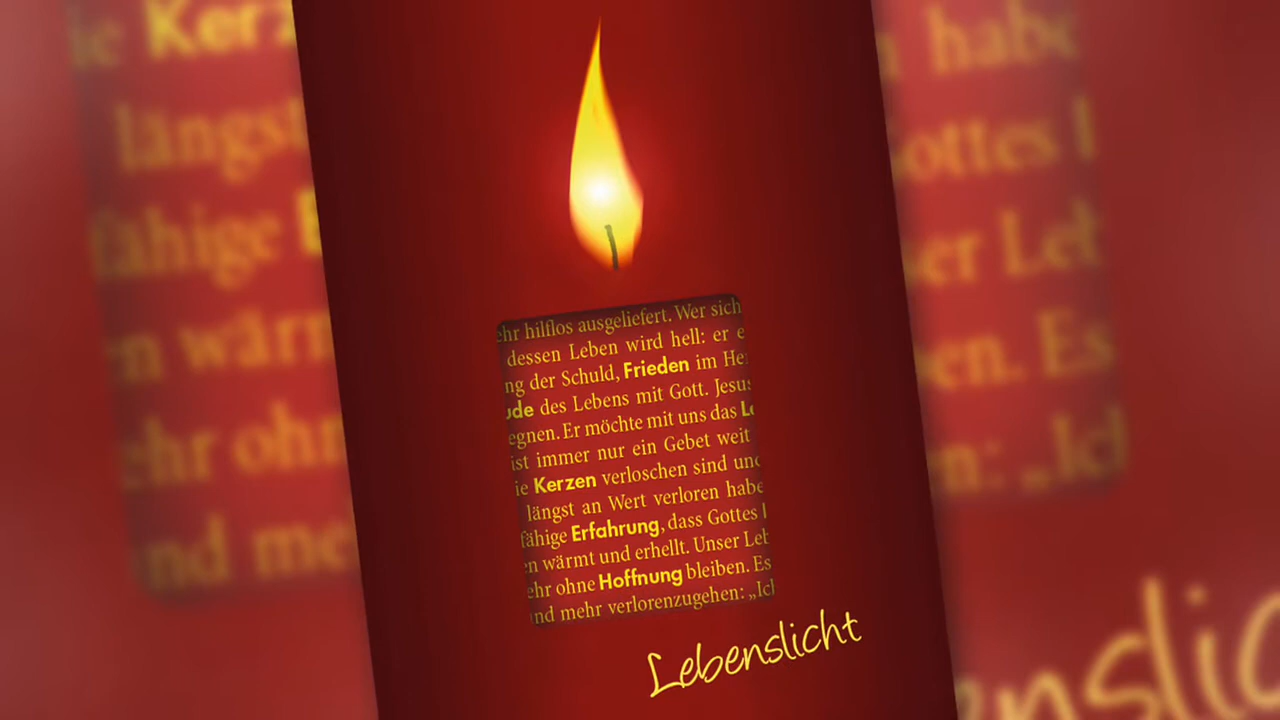 ehr hilflos ausgeliefert. Wer sich
dessen Leben wird hell: er e
ng der Schuld, Frieden im He
ude des Lebens mit Gott. Jesus
egnen. Er möchte mit uns das Le
ist immer nur ein Gebet weit
ie Kerzen verloschen sind und
längst an Wert verloren habe
fähige Erfahrung, dass Gottes l
en wärmt und erhellt. Unser Leb
ehr ohne Hoffnung bleiben. Es
und mehr verlorenzugehen: „Ich
Lebenslicht